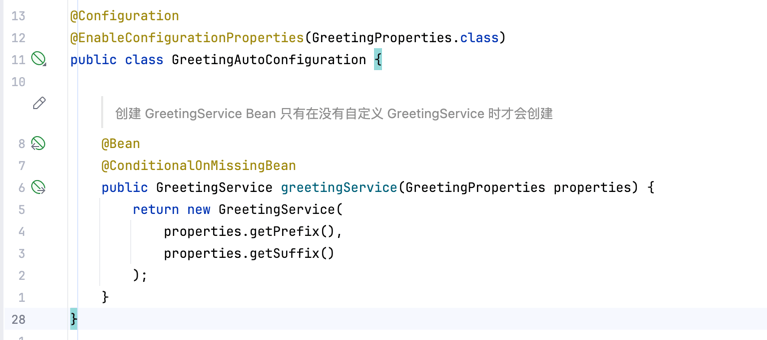 13 @Configuration
12 @EnableConfigurationProperties(GreetingProperties.class)
11 public class GreetingAutoConfiguration {
10
创建 GreetingService Bean 只有在没有自定义 GreetingService 时才会创建
8 @Bean
7 @ConditionalOnMissingBean
6 public GreetingService greetingService(GreetingProperties properties) {
5 return new GreetingService(
4 properties.getPrefix(),
3 properties.getSuffix()
2 );
1 }
28 }